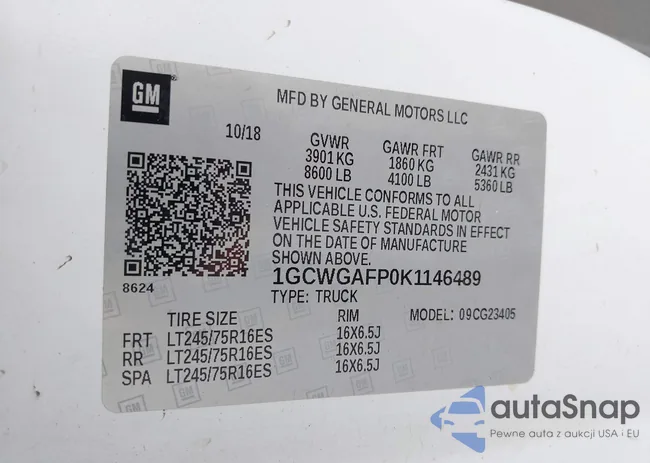 GM
MFD BY GENERAL MOTORS LLC
10/18
GVWR GAWR FRT GAWR RR
3901 KG 1860 KG 2431 KG
8600 LB 4100 LB 5360 LB
THIS VEHICLE CONFORMS TO ALL
APPLICABLE U.S. FEDERAL MOTOR
VEHICLE SAFETY STANDARDS IN EFFECT
ON THE DATE OF MANUFACTURE
SHOWN ABOVE.
8624
1GCWGAFP0K1146489
TYPE: TRUCK
TIRE SIZE RIM MODEL: 09CG23405
FRT LT245/75R16ES 16X6.5J
RR LT245/75R16ES 16X6.5J
SPA LT245/75R16ES 16X6.5J
autaSnap
Pewne auta z aukcji USA i EU